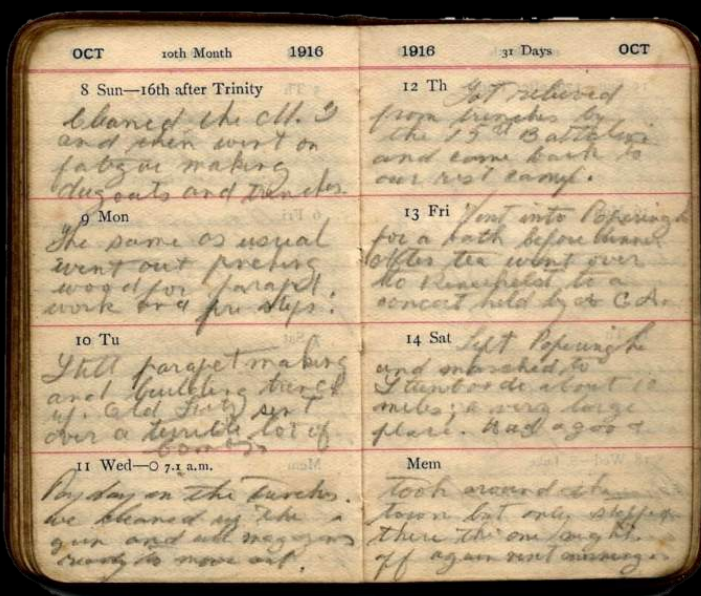 OCT 10th Month 1916
8 Sun—16th after Trinity
Cleaned the M. G
and then went on
fatigue making
dugouts and trenches.
9 Mon
The same as usual
went out
wood for parapet
work and fire steps.
10 Tu
Still parapet making
and building trench
up. Old Fritz sent
over a terrible lot of
bombs
11 Wed—O 7.1 a.m.
day in the trenches.
we cleaned up the
gun and all magazines
ready to move out.
1916 31 Days OCT
12 Th
Got relieved
from trenches by
the 15th Battalion
and came back to
our rest camp.
13 Fri
Went into Poperinghe
for a bath before dinner
After tea went over
to Reninghelst to a
concert held by
14 Sat
Left Poperinghe
and marched to
Steenvoorde about 10
miles. a very large
place. Had a good
Mem
look around the
town but only stopped
there the one night.
off again next morning.